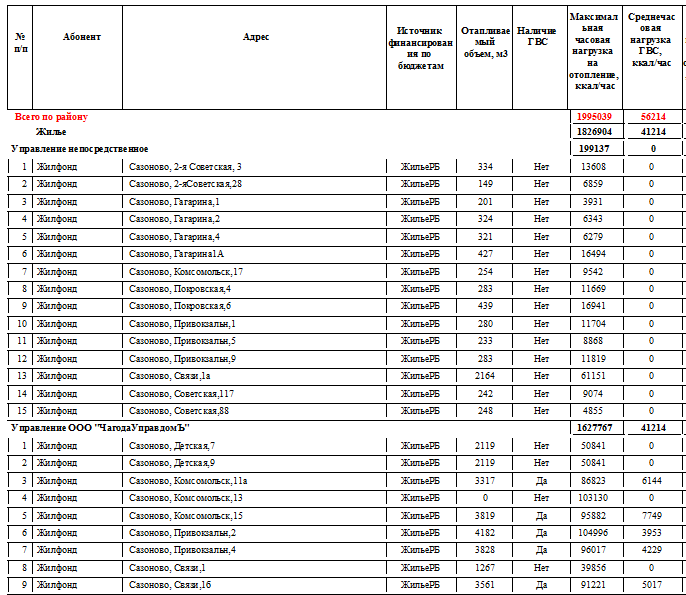 № п/п Абонент Адрес Источник финансирования по бюджетам Отапливаемый объем, м3 Наличие ГВС Максимальная часовая нагрузка на отопление, ккал/час Среднечасовая нагрузка ГВС, ккал/час
Всего по району 1995039 56214
Жилье 1826904 41214
Управление непосредственное 199137 0
1 Жилфонд Сазоново, 2-я Советская, 3 ЖильеРБ 334 Нет 13608 0
2 Жилфонд Сазоново, 2-яСоветская,28 ЖильеРБ 149 Нет 6859 0
3 Жилфонд Сазоново, Гагарина,1 ЖильеРБ 201 Нет 3931 0
4 Жилфонд Сазоново, Гагарина,2 ЖильеРБ 324 Нет 6343 0
5 Жилфонд Сазоново, Гагарина,4 ЖильеРБ 321 Нет 6279 0
6 Жилфонд Сазоново, Гагарина1А ЖильеРБ 427 Нет 16494 0
7 Жилфонд Сазоново, Комсомольск,17 ЖильеРБ 254 Нет 9542 0
8 Жилфонд Сазоново, Покровская,4 ЖильеРБ 283 Нет 11669 0
9 Жилфонд Сазоново, Покровская,6 ЖильеРБ 439 Нет 16941 0
10 Жилфонд Сазоново, Привокзальн,1 ЖильеРБ 280 Нет 11704 0
11 Жилфонд Сазоново, Привокзальн,5 ЖильеРБ 233 Нет 8868 0
12 Жилфонд Сазоново, Привокзальн,9 ЖильеРБ 283 Нет 11819 0
13 Жилфонд Сазоново, Связи,1а ЖильеРБ 2164 Нет 61151 0
14 Жилфонд Сазоново, Советская,117 ЖильеРБ 242 Нет 9074 0
15 Жилфонд Сазоново, Советская,88 ЖильеРБ 248 Нет 4855 0
Управление ООО "ЧагодаУправдомЪ" 1627767 41214
1 Жилфонд Сазоново, Детская,7 ЖильеРБ 2119 Нет 50841 0
2 Жилфонд Сазоново, Детская,9 ЖильеРБ 2119 Нет 50841 0
3 Жилфонд Сазоново, Комсомольск,11а ЖильеРБ 3317 Да 86823 6144
4 Жилфонд Сазоново, Комсомольск,13 ЖильеРБ 0 Нет 103130 0
5 Жилфонд Сазоново, Комсомольск,15 ЖильеРБ 3819 Да 95882 7749
6 Жилфонд Сазоново, Привокзальн,2 ЖильеРБ 4182 Да 104996 3953
7 Жилфонд Сазоново, Привокзальн,4 ЖильеРБ 3828 Да 96017 4229
8 Жилфонд Сазоново, Связи,1 ЖильеРБ 1267 Нет 39856 0
9 Жилфонд Сазоново, Связи,1б ЖильеРБ 3561 Да 91221 5017